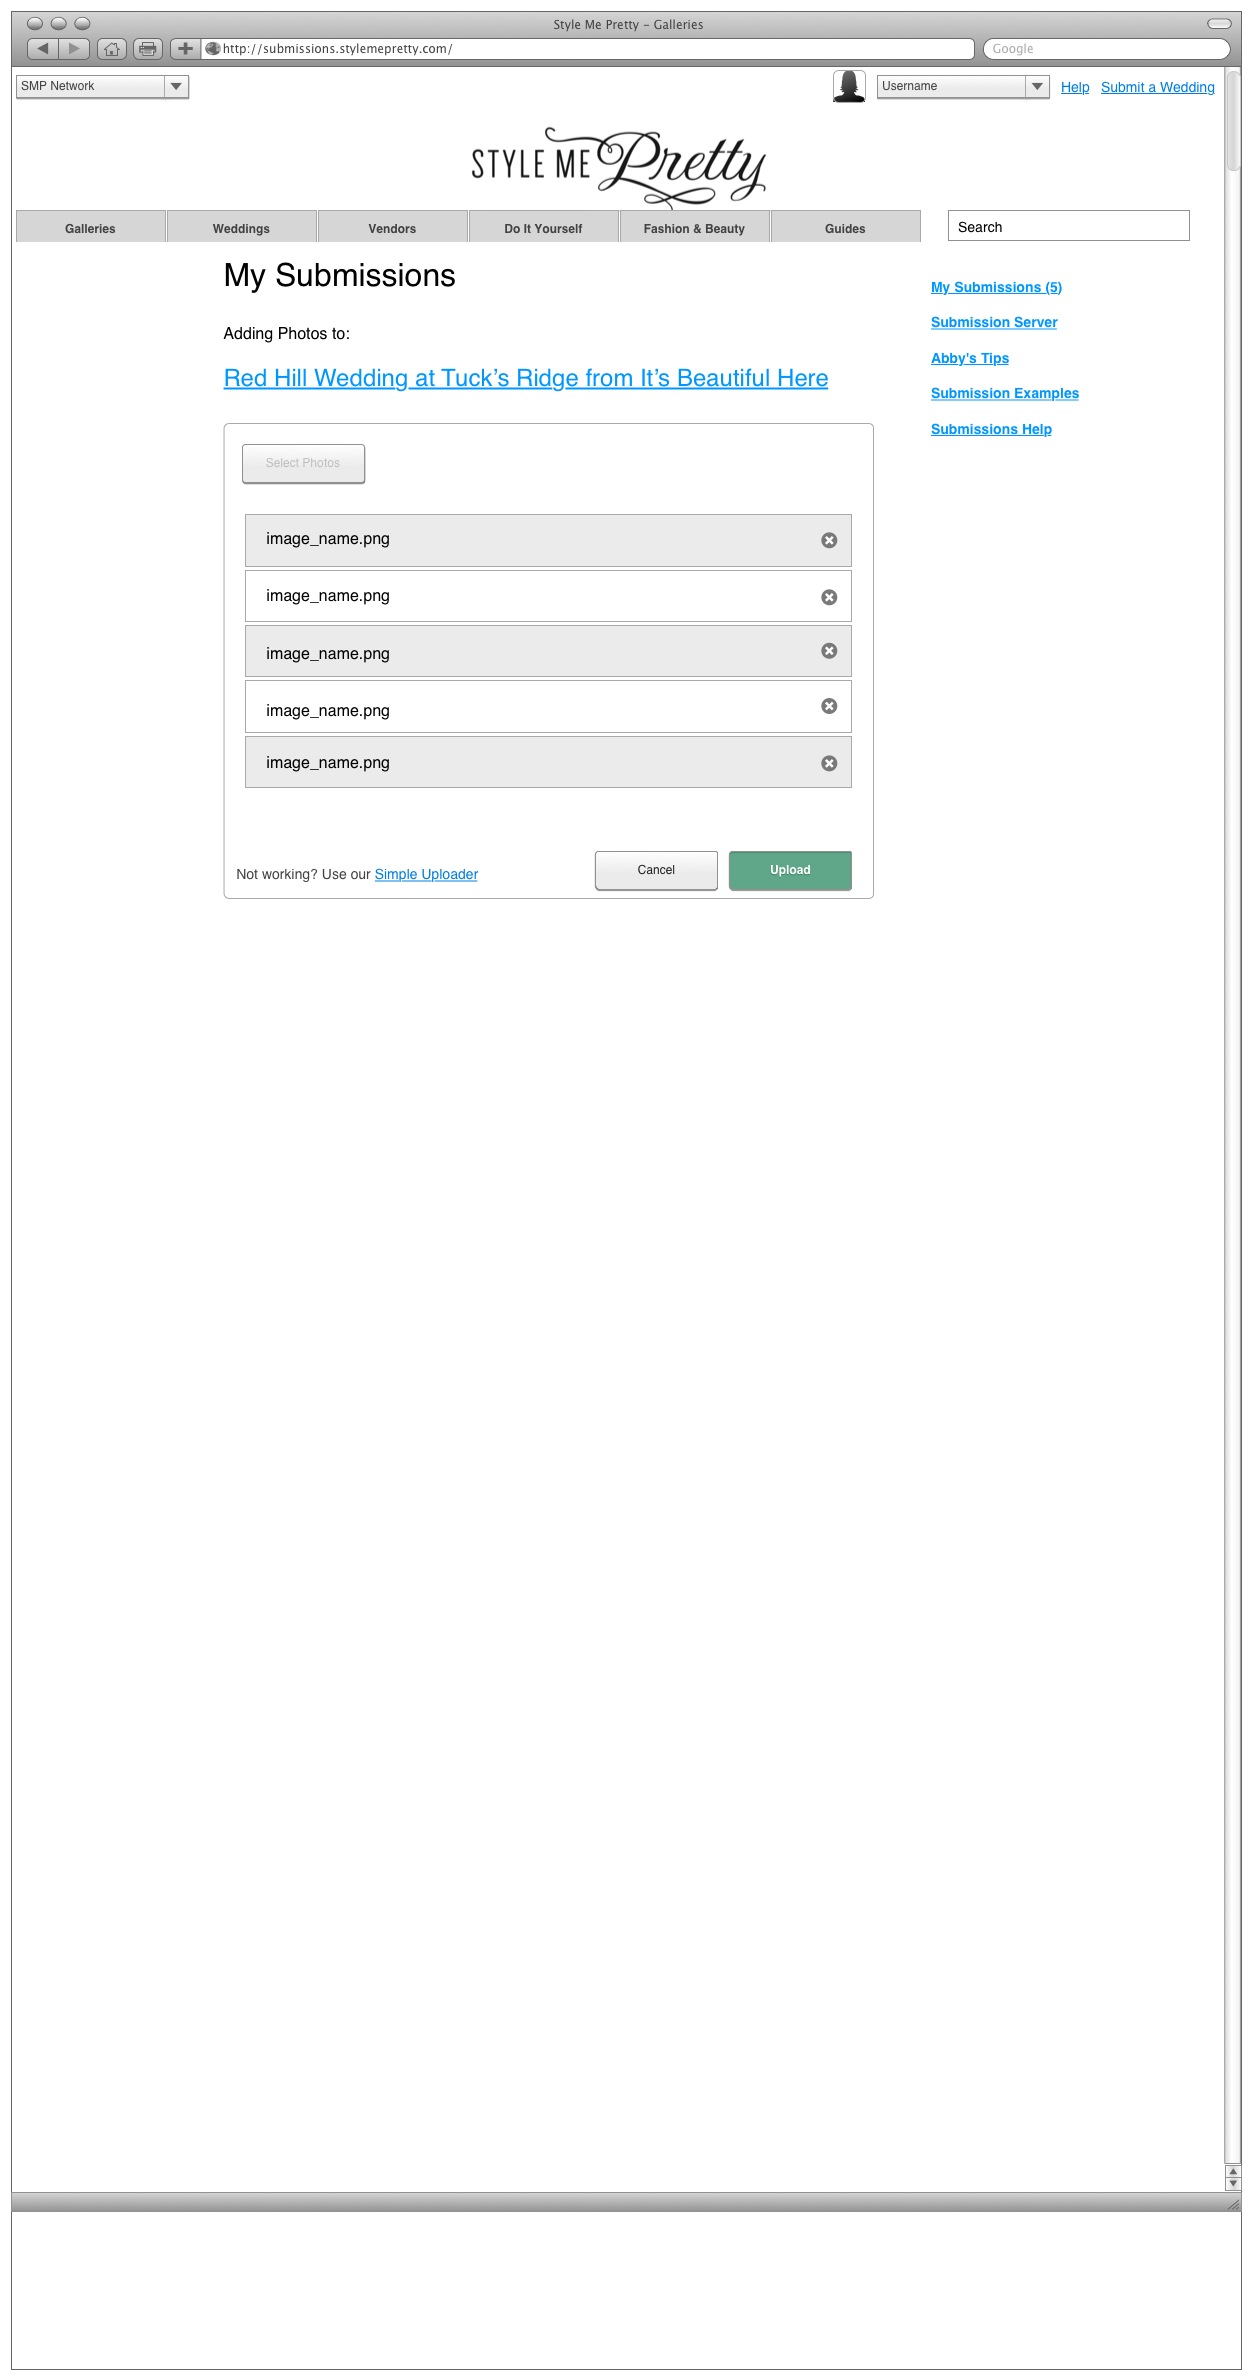 Style Me Pretty – Galleries
http://submissions.stylemepretty.com/
Google
SMP Network
Username
Help
Submit a Wedding
STYLE ME Pretty
Galleries
Weddings
Vendors
Do It Yourself
Fashion & Beauty
Guides
Search
My Submissions
Adding Photos to:
Red Hill Wedding at Tuck’s Ridge from It’s Beautiful Here
My Submissions (5)
Submission Server
Abby's Tips
Submission Examples
Submissions Help
Select Photos
image_name.png
image_name.png
image_name.png
image_name.png
image_name.png
Not working? Use our Simple Uploader
Cancel
Upload